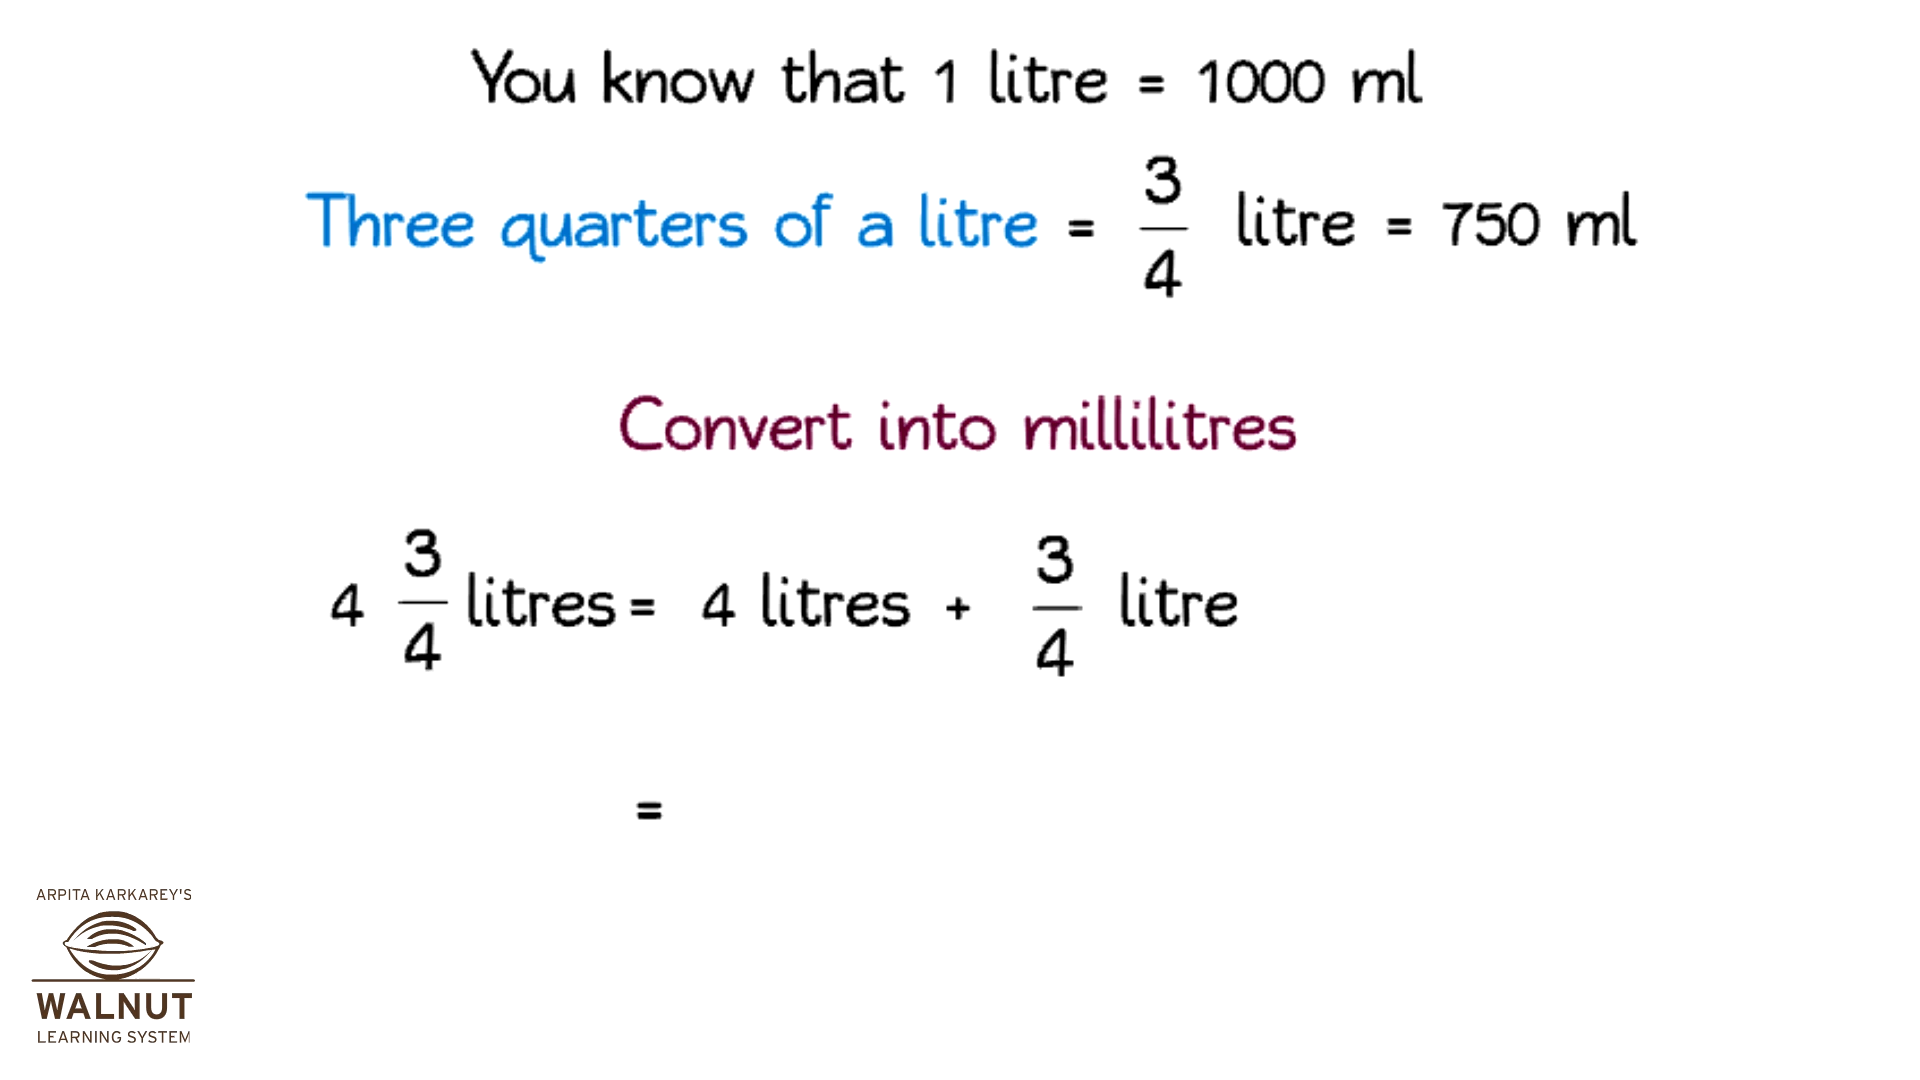 You know that 1 litre = 1000 ml
Three quarters of a litre = 3/4 litre = 750 ml
Convert into millilitres
4 3/4 litres = 4 litres + 3/4 litre
=
ARPITA KARKAREY'S
WALNUT
LEARNING SYSTEM